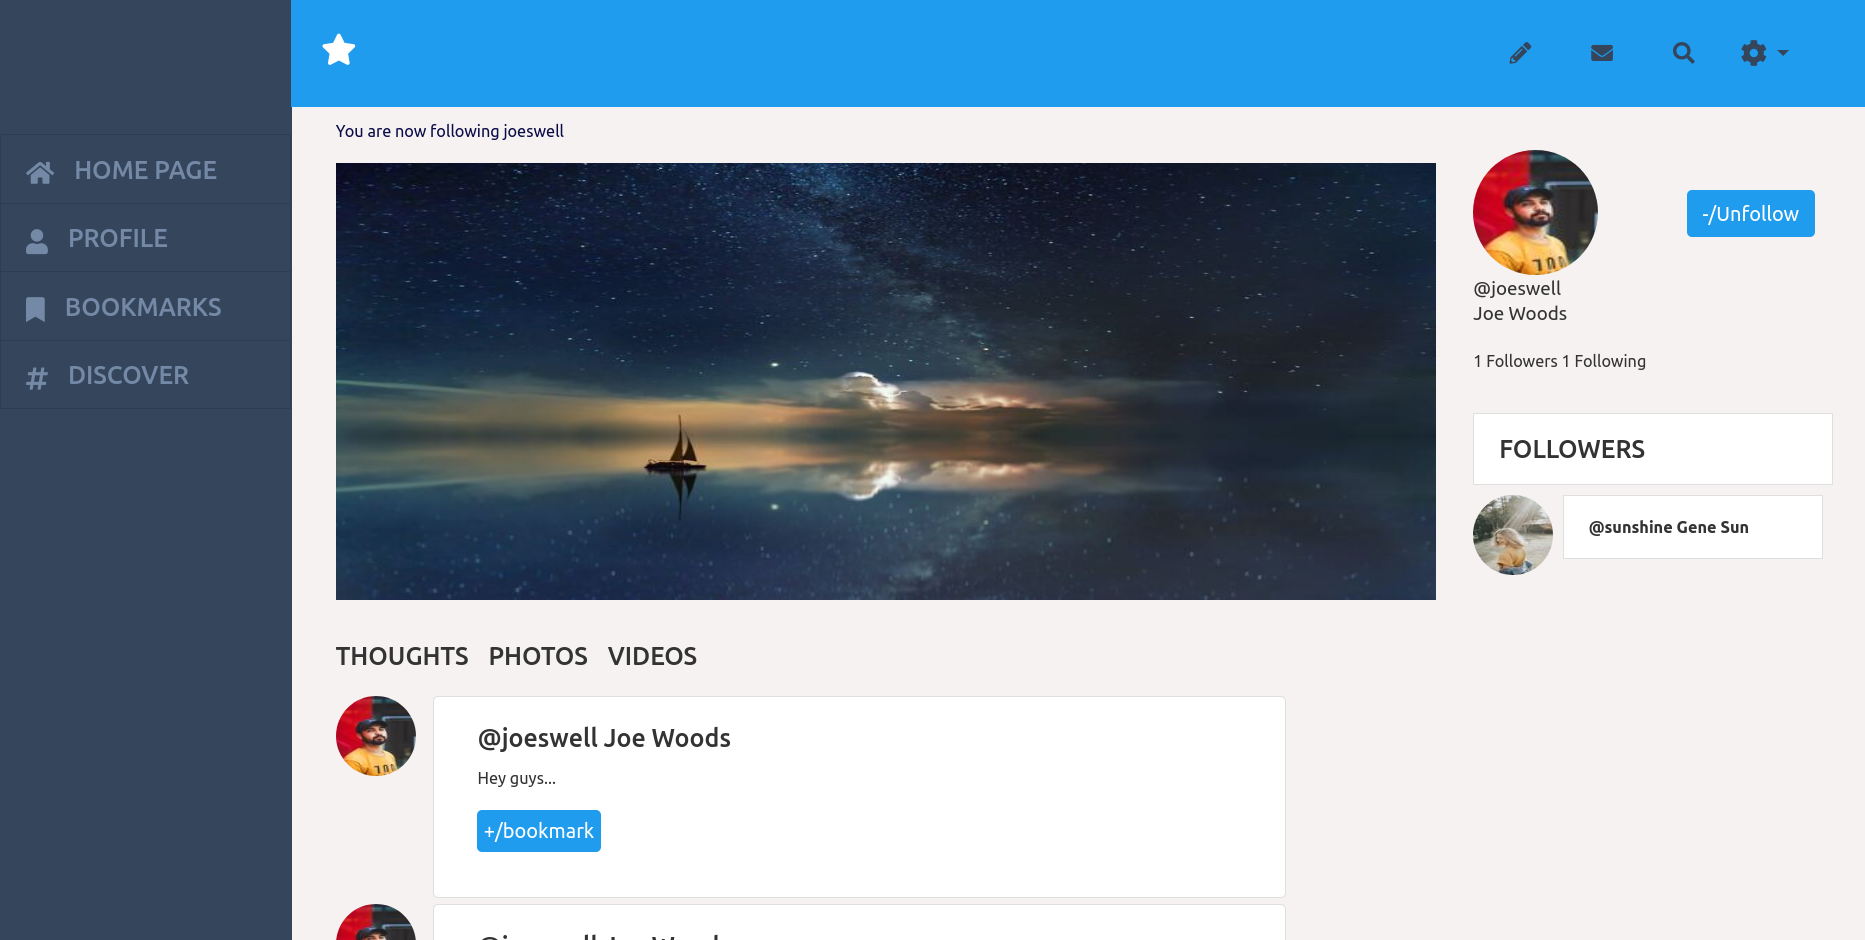 HOME PAGE
PROFILE
BOOKMARKS
DISCOVER
You are now following joeswell
-/Unfollow
@joeswell
Joe Woods
1 Followers 1 Following
FOLLOWERS
@sunshine Gene Sun
THOUGHTS PHOTOS VIDEOS
@joeswell Joe Woods
Hey guys...
+/bookmark